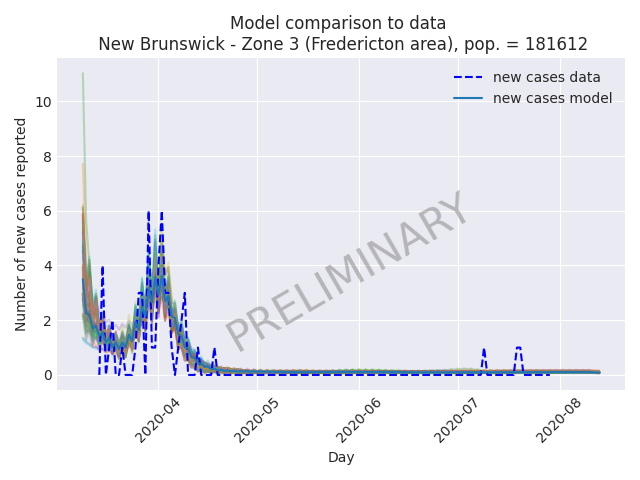 Model comparison to data
New Brunswick - Zone 3 (Fredericton area), pop. = 181612
new cases data
new cases model
Number of new cases reported
10
8
6
4
2
0
PRELIMINARY
2020-04
2020-05
2020-06
2020-07
2020-08
Day